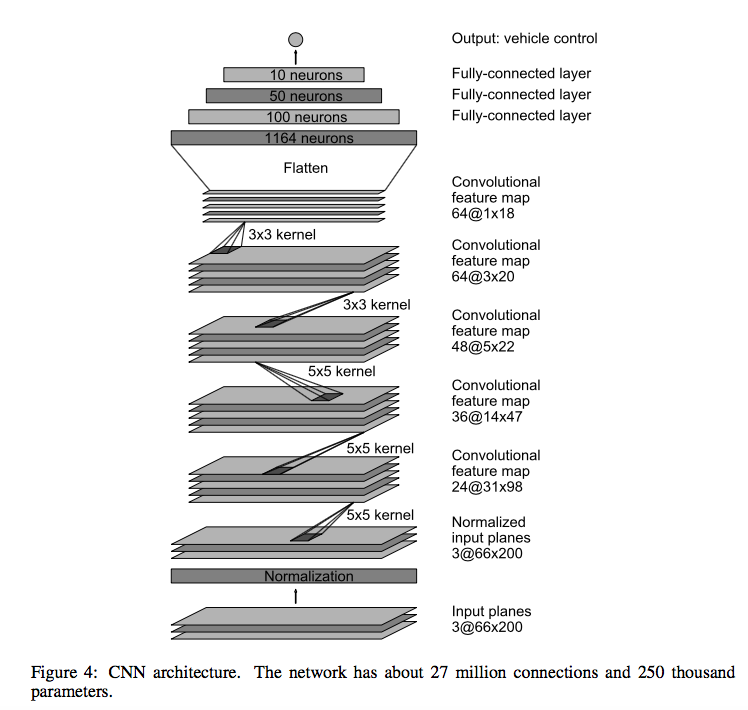 Output: vehicle control
10 neurons
Fully-connected layer
50 neurons
Fully-connected layer
100 neurons
Fully-connected layer
1164 neurons
Flatten
Convolutional
feature map
64@1x18
3x3 kernel
Convolutional
feature map
64@3x20
3x3 kernel
Convolutional
feature map
48@5x22
5x5 kernel
Convolutional
feature map
36@14x47
5x5 kernel
Convolutional
feature map
24@31x98
5x5 kernel
Normalized
input planes
3@66x200
Normalization
Input planes
3@66x200
Figure 4: CNN architecture. The network has about 27 million connections and 250 thousand
parameters.